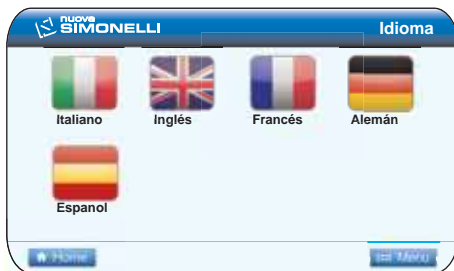 nuova
SIMONELLI
Idioma
Italiano Inglés Francés Alemán
Espanol
Home Menu